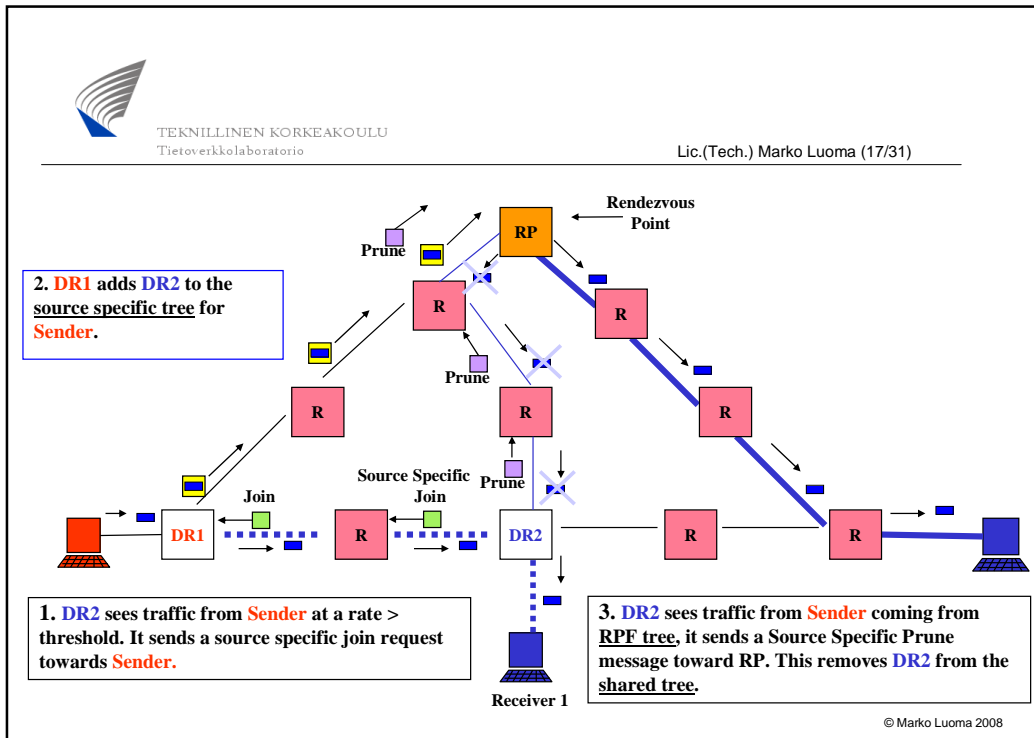 TEKNILLINEN KORKEAKOULU
Tietoverkkolaboratorio
Lic.(Tech.) Marko Luoma (17/31)
Rendezvous
Point
RP
Prune
2. DR1 adds DR2 to the
source specific tree for
Sender.
R
R
Prune
R
R
R
Source Specific
Join
Join
Prune
DR1
R
DR2
R
R
1. DR2 sees traffic from Sender at a rate >
threshold. It sends a source specific join request
towards Sender.
Receiver 1
3. DR2 sees traffic from Sender coming from
RPF tree, it sends a Source Specific Prune
message toward RP. This removes DR2 from the
shared tree.
© Marko Luoma 2008